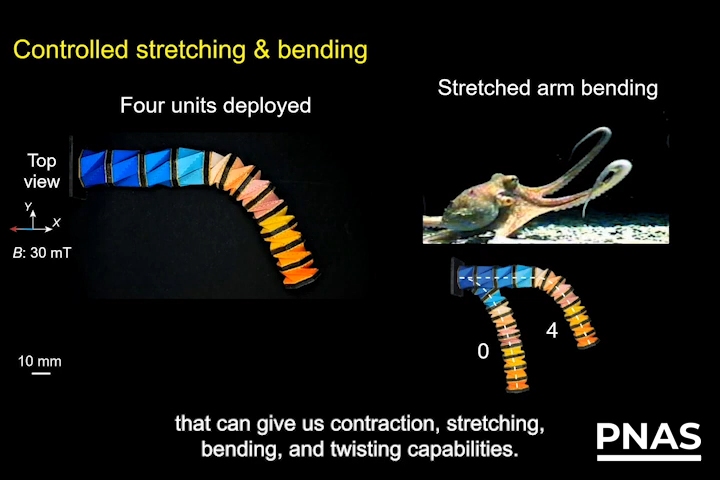 Controlled stretching & bending
Four units deployed
Stretched arm bending
Top
view
Y
X
B: 30 mT
10 mm
0
4
that can give us contraction, stretching,
bending, and twisting capabilities.
PNAS